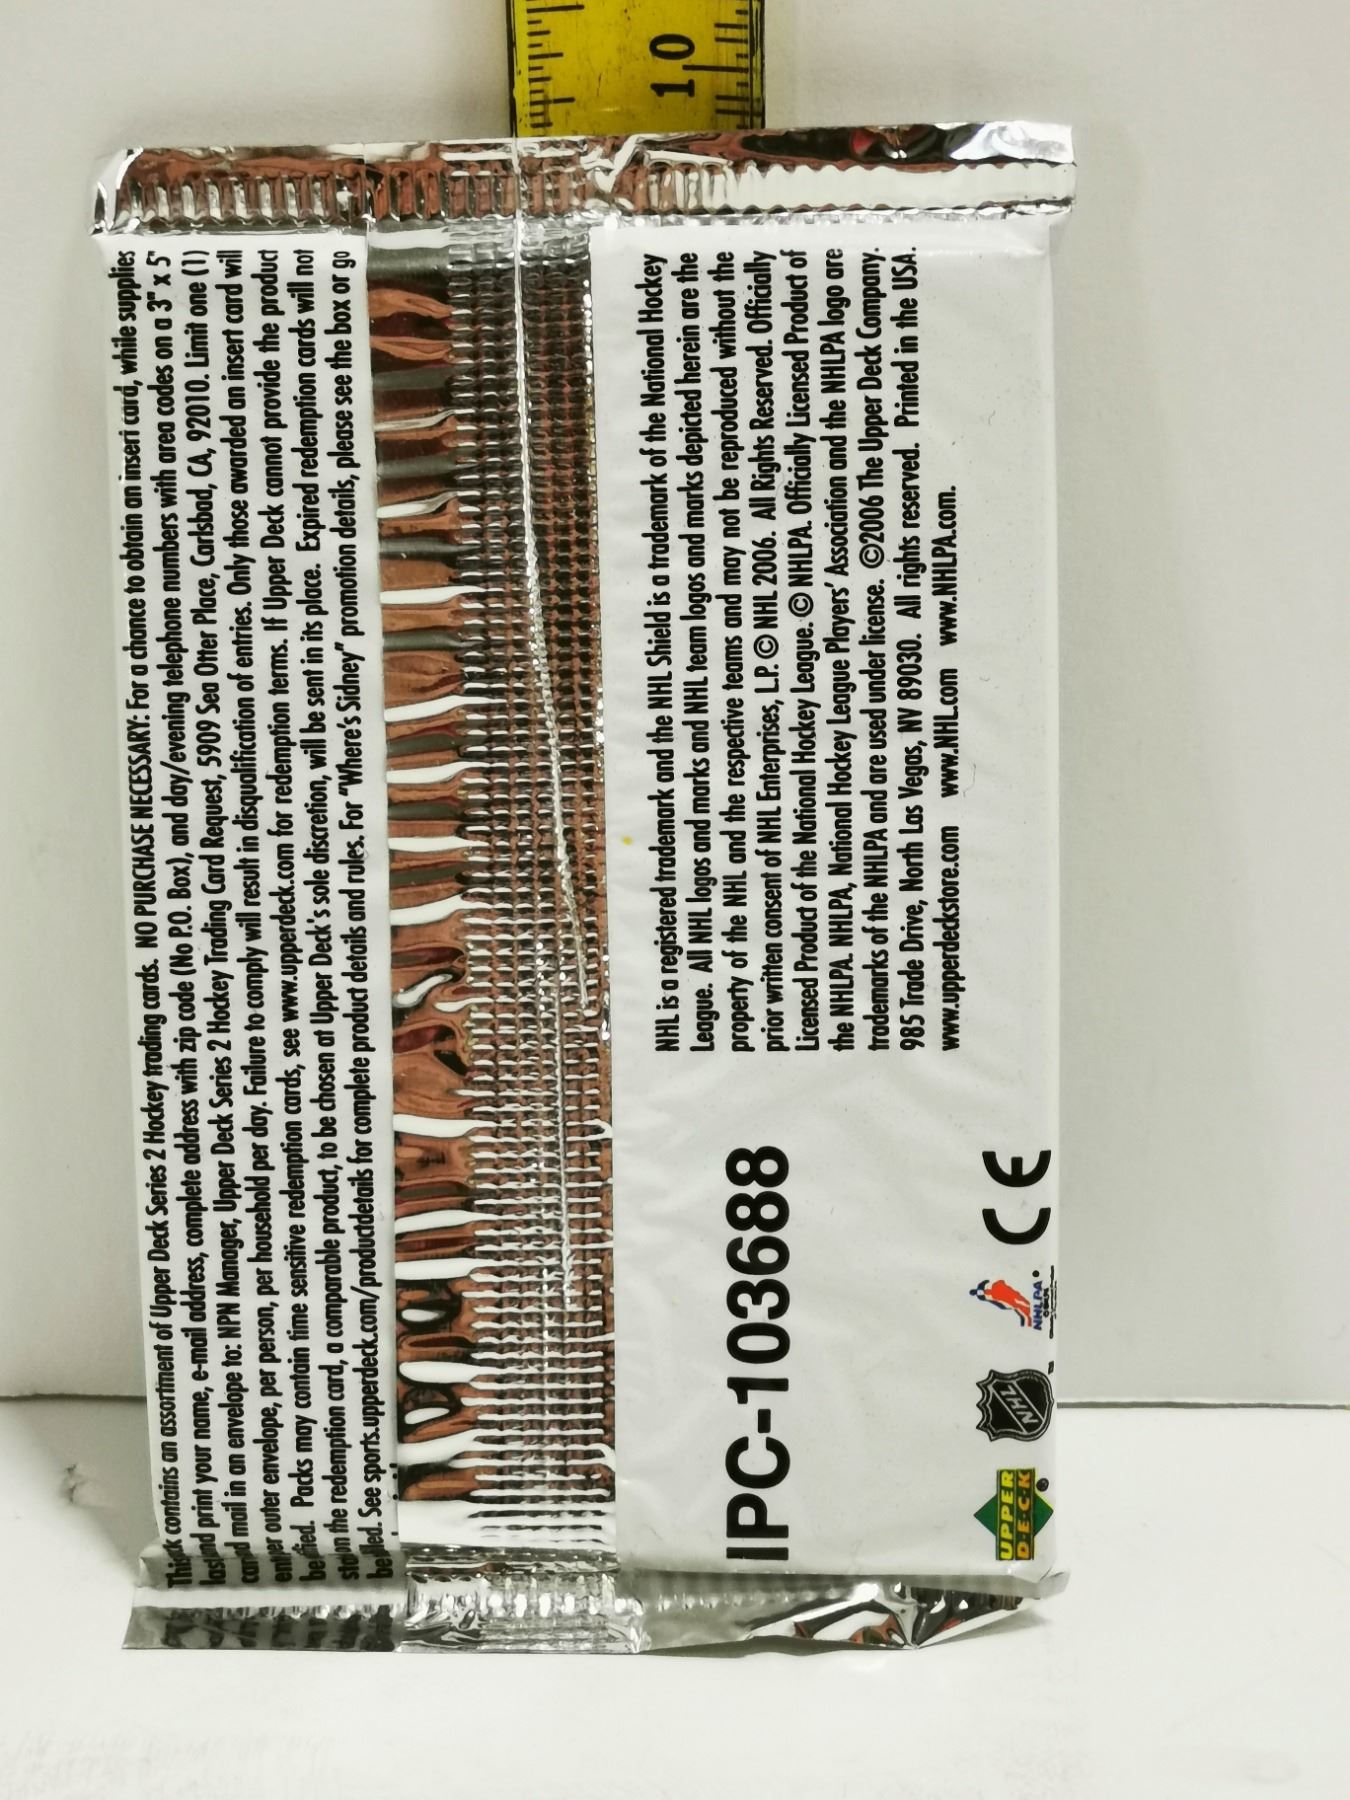 10
This contains an assortment of Upper Deck Series 2 Hockey trading cards. NO PURCHASE NECESSARY: For a chance to obtain an insert card, while supplies
last print your name, e-mail address, complete address with zip code (No P.O. Box), and day/evening telephone numbers with area codes on a 3" x 5"
card mail in an envelope to: NPN Manager, Upper Deck Series 2 Hockey Trading Card Request, 5909 Sea Otter Place, Carlsbad, CA, 92010. Limit one (1)
outer envelope, per person, per household per day. Failure to comply will result in disqualification of entries. Only those awarded an insert card will
be Packs may contain time sensitive redemption cards, see www.upperdeck.com for redemption terms. If Upper Deck cannot provide the product
on the redemption card, a comparable product, to be chosen at Upper Deck's sole discretion, will be sent in its place. Expired redemption cards will not
be See sports.upperdeck.com/productdetails for complete product details and rules. For "Where's Sidney" promotion details, please see the box or go
NHL is a registered trademark and the NHL Shield is a trademark of the National Hockey
League. All NHL logos and marks and NHL team logos and marks depicted herein are the
property of the NHL and the respective teams and may not be reproduced without the
prior written consent of NHL Enterprises, L.P. © NHL 2006. All Rights Reserved. Officially
Licensed Product of the National Hockey League. © NHLPA. Officially Licensed Product of
the NHLPA. NHLPA, National Hockey League Players' Association and the NHLPA logo are
trademarks of the NHLPA and are used under license. ©2006 The Upper Deck Company.
985 Trade Drive, North Las Vegas, NV 89030. All rights reserved. Printed in the USA.
www.upperdeckstore.com www.NHL.com www.NHLPA.com.
IPC-103688
UPPER
DECK
NHL
NHLPA
CE